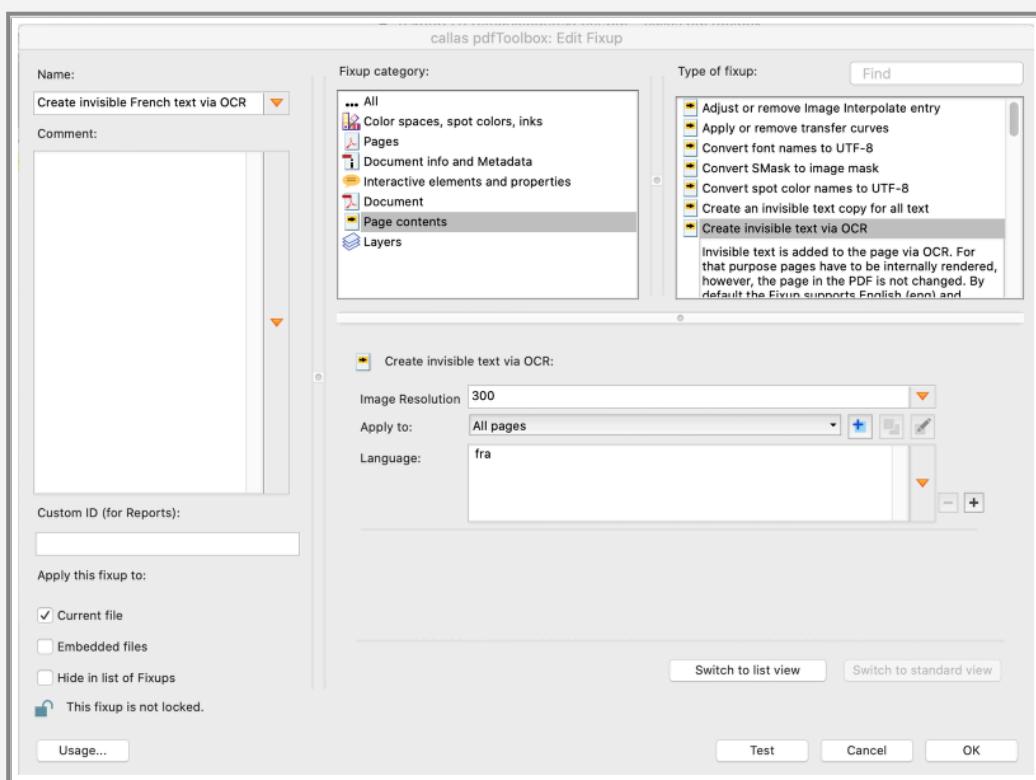 callas pdfToolbox: Edit Fixup
Name:
Create invisible French text via OCR
Comment:
Custom ID (for Reports):
Apply this fixup to:
Current file
Embedded files
Hide in list of Fixups
This fixup is not locked.
Usage...
Fixup category:
... All
Color spaces, spot colors, inks
Pages
Document info and Metadata
Interactive elements and properties
Document
Page contents
Layers
Type of fixup:
Find
Adjust or remove Image Interpolate entry
Apply or remove transfer curves
Convert font names to UTF-8
Convert SMask to image mask
Convert spot color names to UTF-8
Create an invisible text copy for all text
Create invisible text via OCR
Invisible text is added to the page via OCR. For
that purpose pages have to be internally rendered,
however, the page in the PDF is not changed. By
default the Fixup supports English (eng) and
Create invisible text via OCR:
Image Resolution
300
Apply to:
All pages
Language:
fra
Switch to list view
Switch to standard view
Test
Cancel
OK